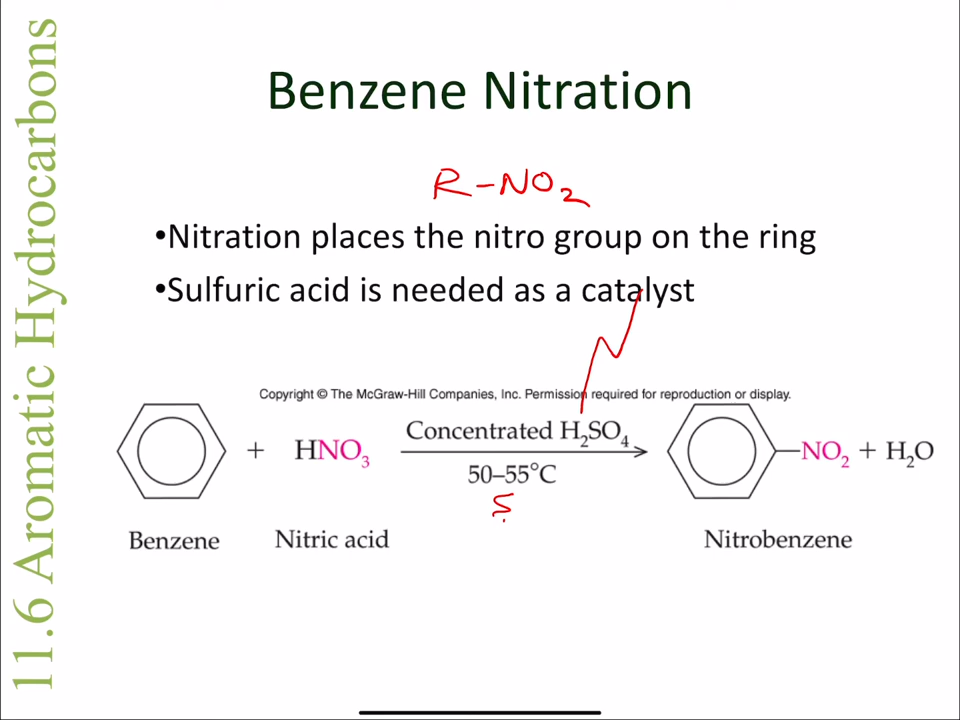 11.6 Aromatic Hydrocarbons
Benzene Nitration
R-NO₂
•Nitration places the nitro group on the ring
•Sulfuric acid is needed as a catalyst
Copyright © The McGraw-Hill Companies, Inc. Permission required for reproduction or display.
+ HNO₃ Concentrated H₂SO₄ NO₂ + H₂O
50–55°C
Benzene Nitric acid Nitrobenzene